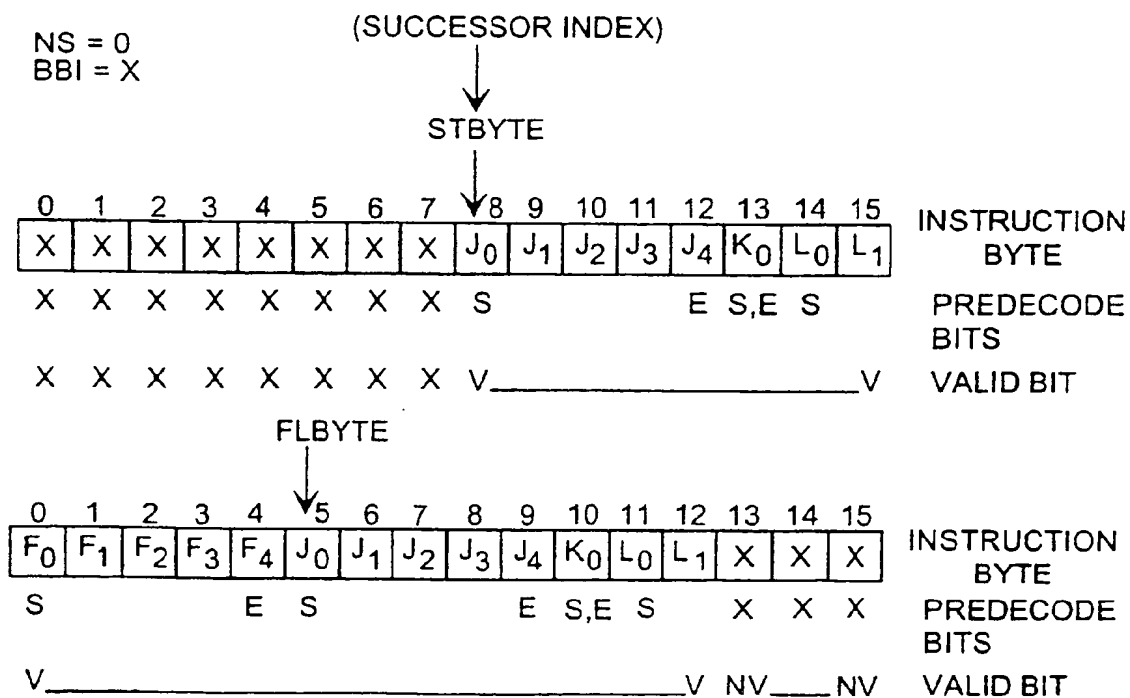 (SUCCESSOR INDEX)
NS = 0
BBI = X
STBYTE
0 1 2 3 4 5 6 7 8 9 10 11 12 13 14 15
X X X X X X X X J0 J1 J2 J3 J4 K0 L0 L1
INSTRUCTION
BYTE
X X X X X X X X S E S,E S
PREDECODE
BITS
X X X X X X X X V V
VALID BIT
FLBYTE
0 1 2 3 4 5 6 7 8 9 10 11 12 13 14 15
F0 F1 F2 F3 F4 J0 J1 J2 J3 J4 K0 L0 L1 X X X
INSTRUCTION
BYTE
S E S E S,E S X X X
PREDECODE
BITS
V V NV NV
VALID BIT